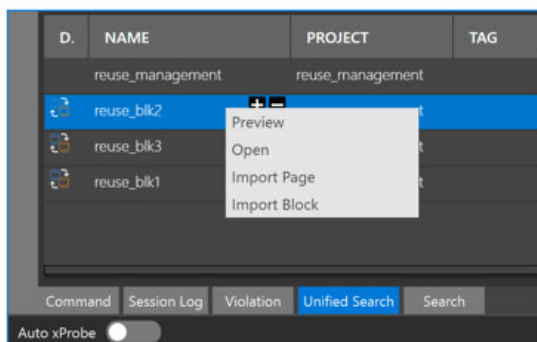 D. NAME PROJECT TAG
reuse_management reuse_management
reuse_blk2 t
Preview
Open
reuse_blk3 t
Import Page
reuse_blk1 t
Import Block
Command Session Log Violation Unified Search Search
Auto xProbe